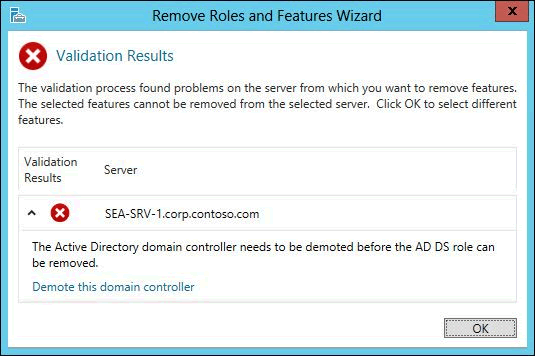 Remove Roles and Features Wizard
x
Validation Results
The validation process found problems on the server from which you want to remove features.
The selected features cannot be removed from the selected server. Click OK to select different
features.
Validation
Results
Server
SEA-SRV-1.corp.contoso.com
The Active Directory domain controller needs to be demoted before the AD DS role can
be removed.
Demote this domain controller
OK